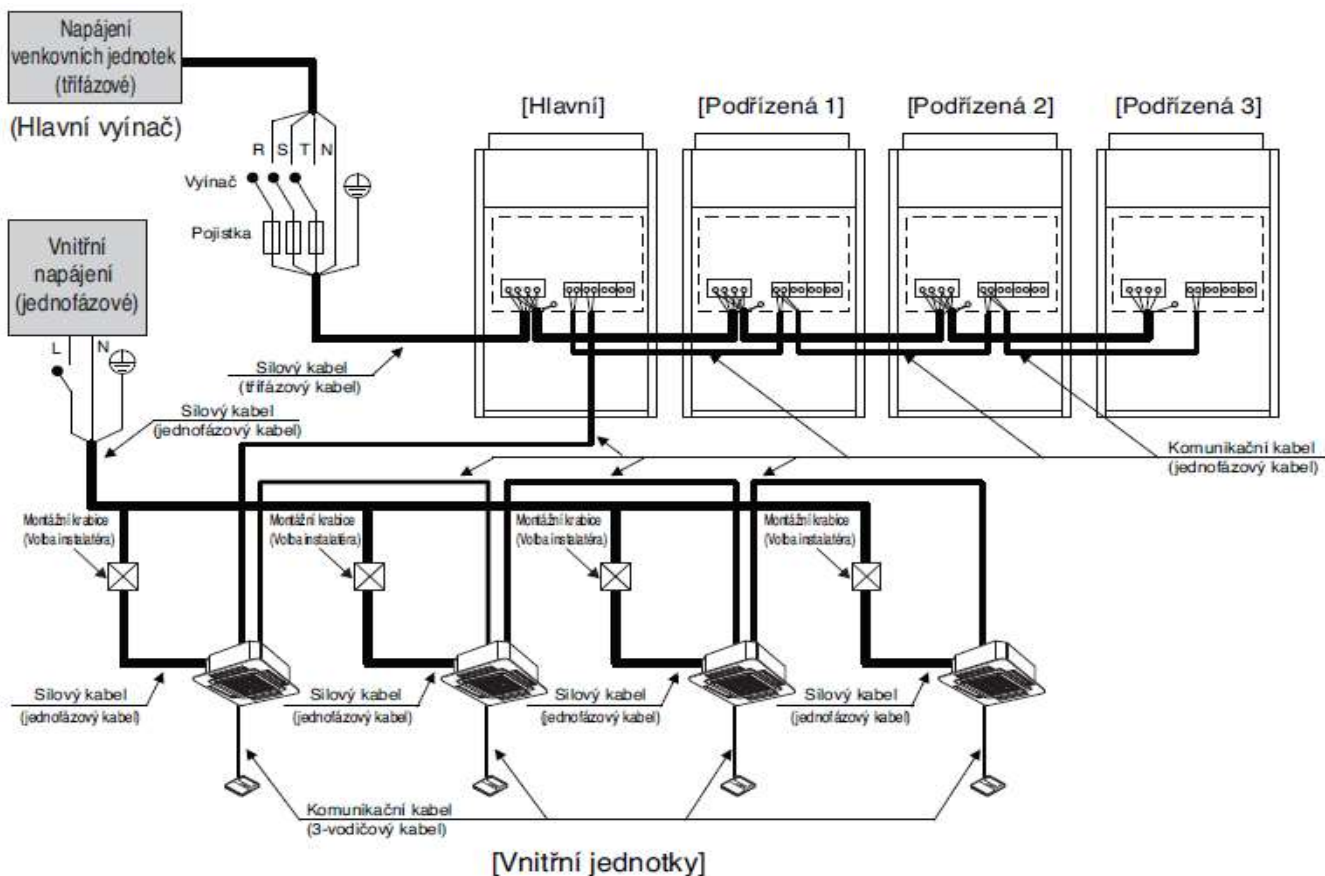 Napájení
venkovních jednotek
(třífázové)
(Hlavní vyínač)
R S T N
Vyínač
Pojistka
[Hlavní]
[Podřízená 1]
[Podřízená 2]
[Podřízená 3]
Vnitřní
napájení
(jednofázové)
L N
Silový kabel
(třífázový kabel)
Silový kabel
(jednofázový kabel)
Komunikační kabel
(jednofázový kabel)
Montážní krabice
(Volba instalatéra)
Montážní krabice
(Volba instalatéra)
Montážní krabice
(Volba instalatéra)
Montážní krabice
(Volba instalatéra)
Silový kabel
(jednofázový kabel)
Silový kabel
(jednofázový kabel)
Silový kabel
(jednofázový kabel)
Silový kabel
(jednofázový kabel)
Komunikační kabel
(3-vodičový kabel)
[Vnitřní jednotky]